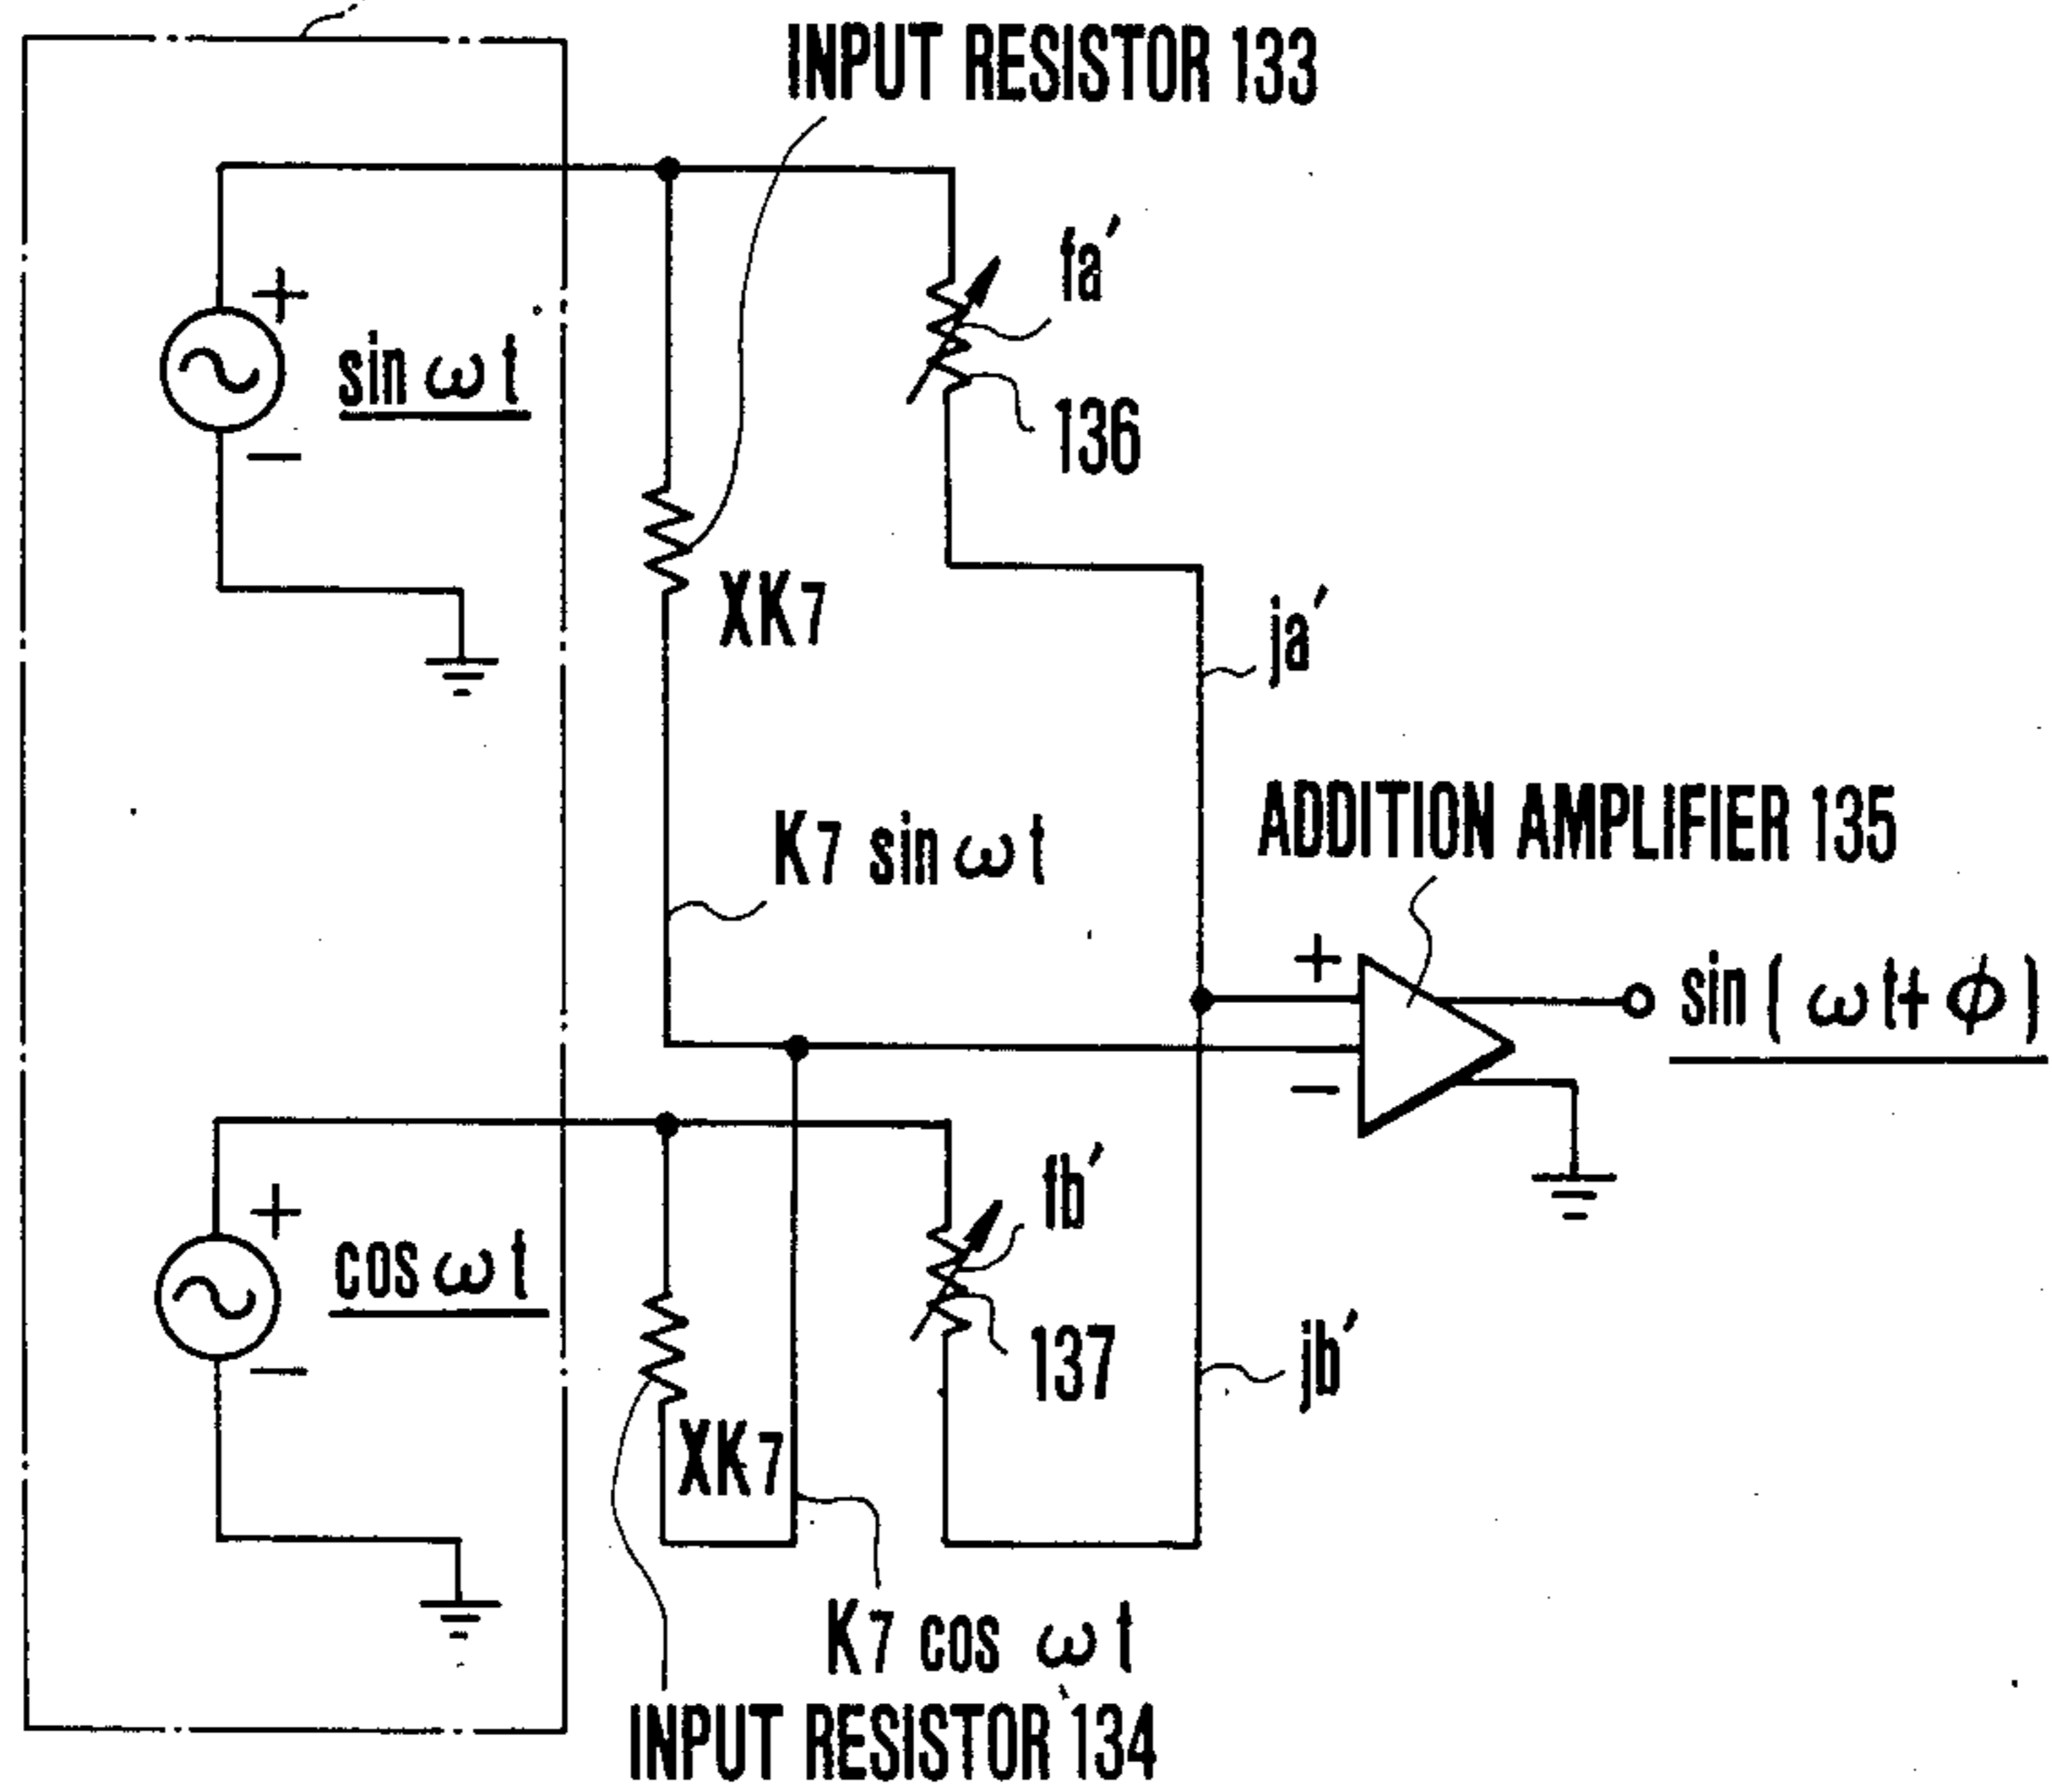 INPUT RESISTOR 133
+
fa′
sin ωt
−
136
XK7
ja′
K7 sin ωt
ADDITION AMPLIFIER 135
+
sin ( ωt+ φ)
−
fb′
+
cos ωt
137
jb′
−
XK7
K7 cos ωt
INPUT RESISTOR 134